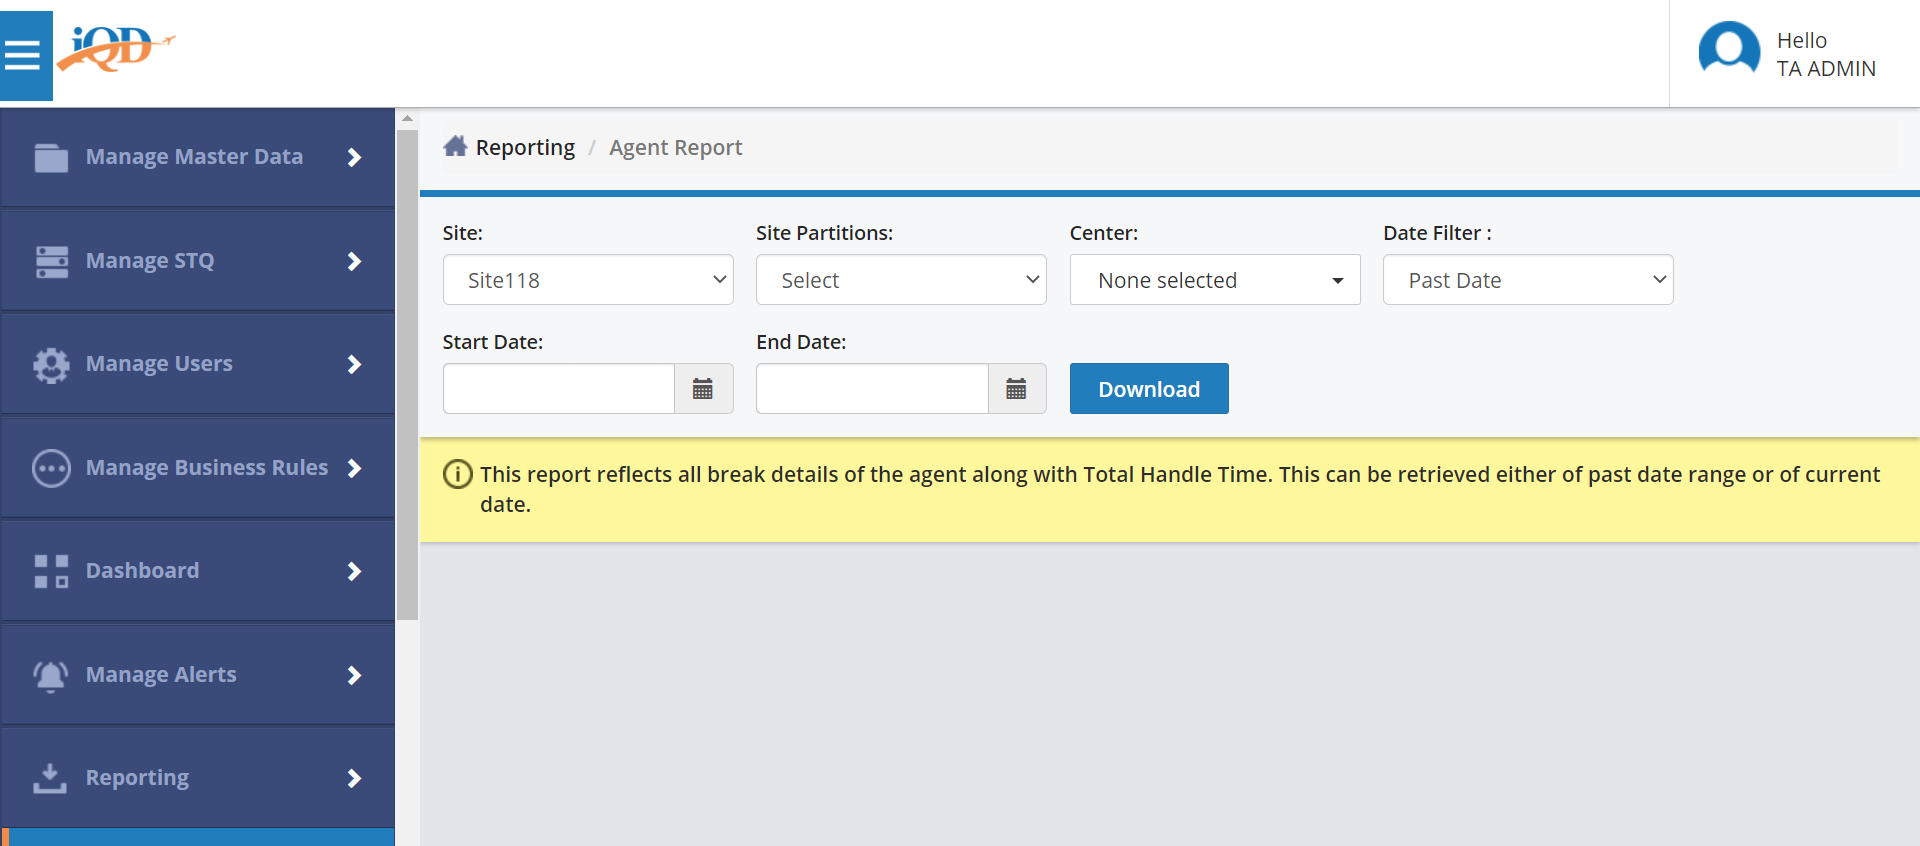 iQD
Hello
TA ADMIN
Manage Master Data
Manage STQ
Manage Users
Manage Business Rules
Dashboard
Manage Alerts
Reporting
Reporting / Agent Report
Site: Site Partitions: Center: Date Filter :
Site118 Select None selected Past Date
Start Date: End Date:
Download
This report reflects all break details of the agent along with Total Handle Time. This can be retrieved either of past date range or of current
date.